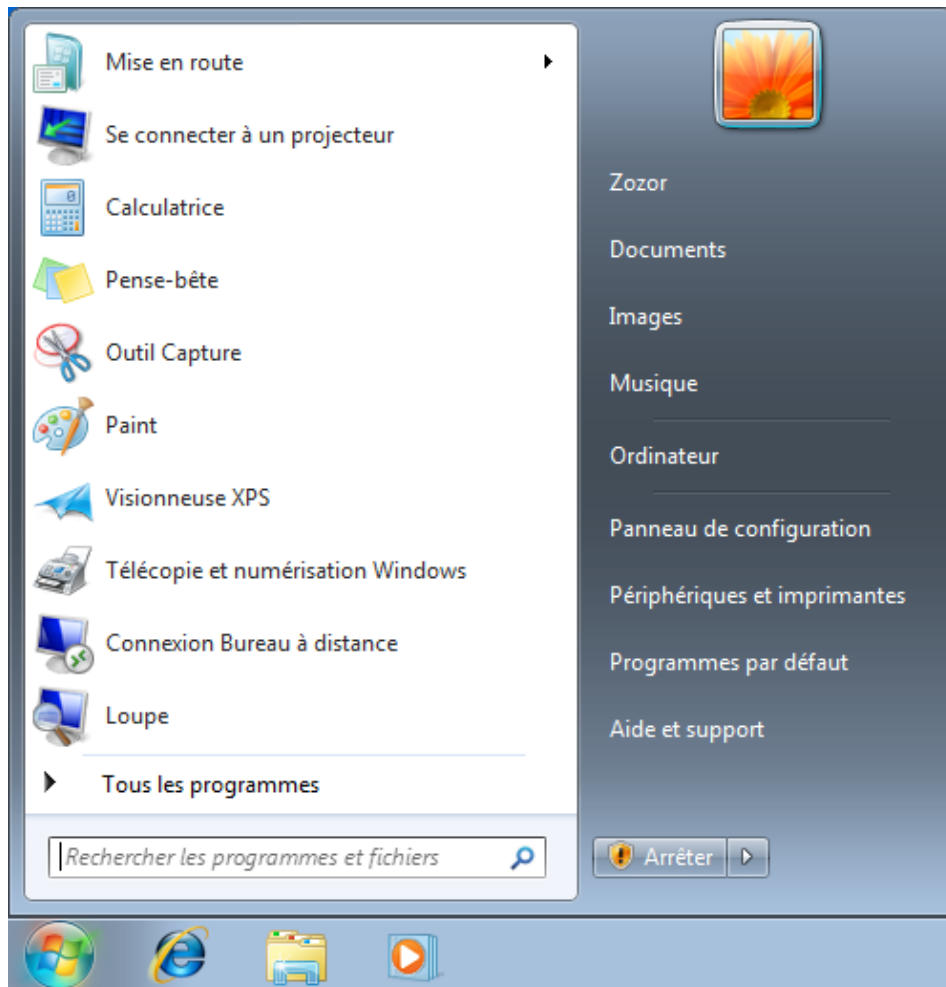 Mise en route
Se connecter à un projecteur
Calculatrice
Pense-bête
Outil Capture
Paint
Visionneuse XPS
Télécopie et numérisation Windows
Connexion Bureau à distance
Loupe
Tous les programmes
Rechercher les programmes et fichiers
Zozor
Documents
Images
Musique
Ordinateur
Panneau de configuration
Périphériques et imprimantes
Programmes par défaut
Aide et support
Arrêter